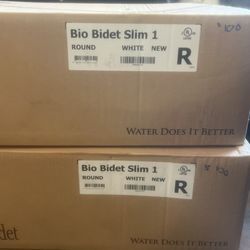 Bio Bidet Slim 1
ROUND WHITE NEW
R
WATER DOES IT BETTER
Bio Bidet Slim 1
ROUND WHITE NEW
R
WATER DOES IT BETTER